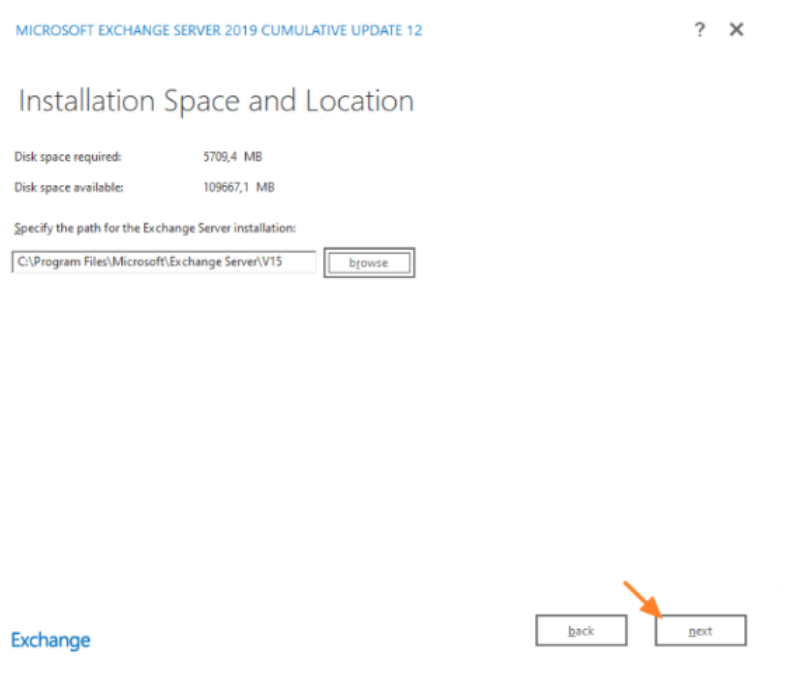 MICROSOFT EXCHANGE SERVER 2019 CUMULATIVE UPDATE 12 ?
Installation Space and Location
Disk space required: 5709,4 MB
Disk space available: 109667,1 MB
Specify the path for the Exchange Server installation:
C:\Program Files\Microsoft\Exchange Server\V15 browse
Exchange back next